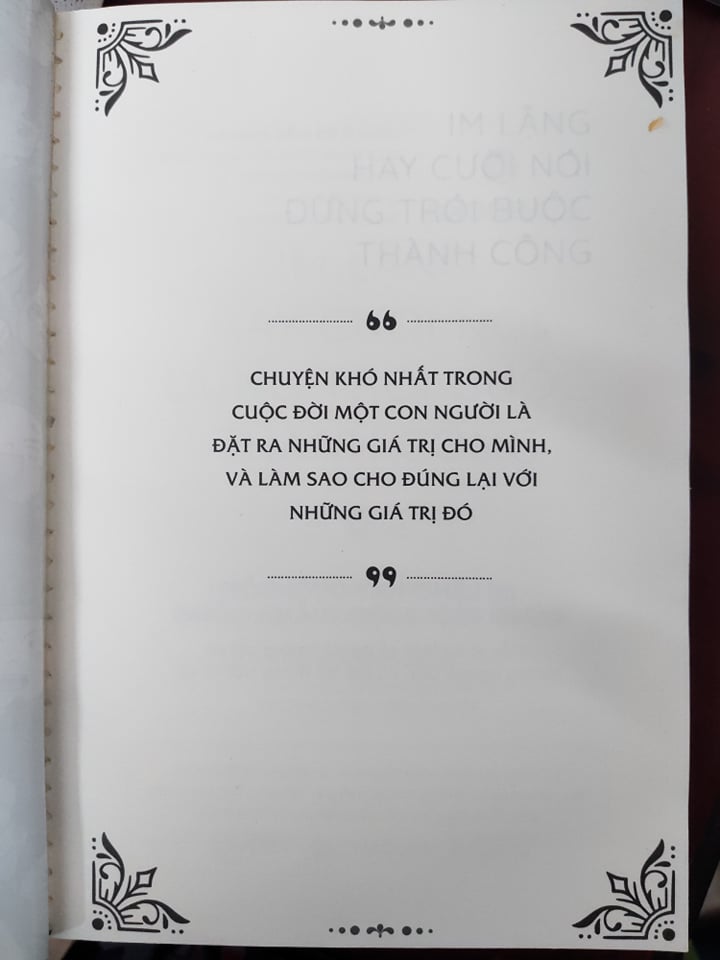 IM LẶNG
HAY CƯỜI NÓI
ĐỪNG TRÓI BUỘC
THÀNH CÔNG
CHUYỆN KHÓ NHẤT TRONG
CUỘC ĐỜI MỘT CON NGƯỜI LÀ
ĐẶT RA NHỮNG GIÁ TRỊ CHO MÌNH,
VÀ LÀM SAO CHO ĐÚNG LẠI VỚI
NHỮNG GIÁ TRỊ ĐÓ